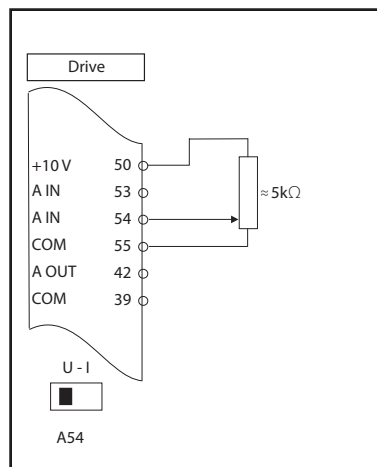 Drive
+10 V 50
A IN 53
A IN 54
COM 55
A OUT 42
COM 39
≈ 5kΩ
U - I
A54